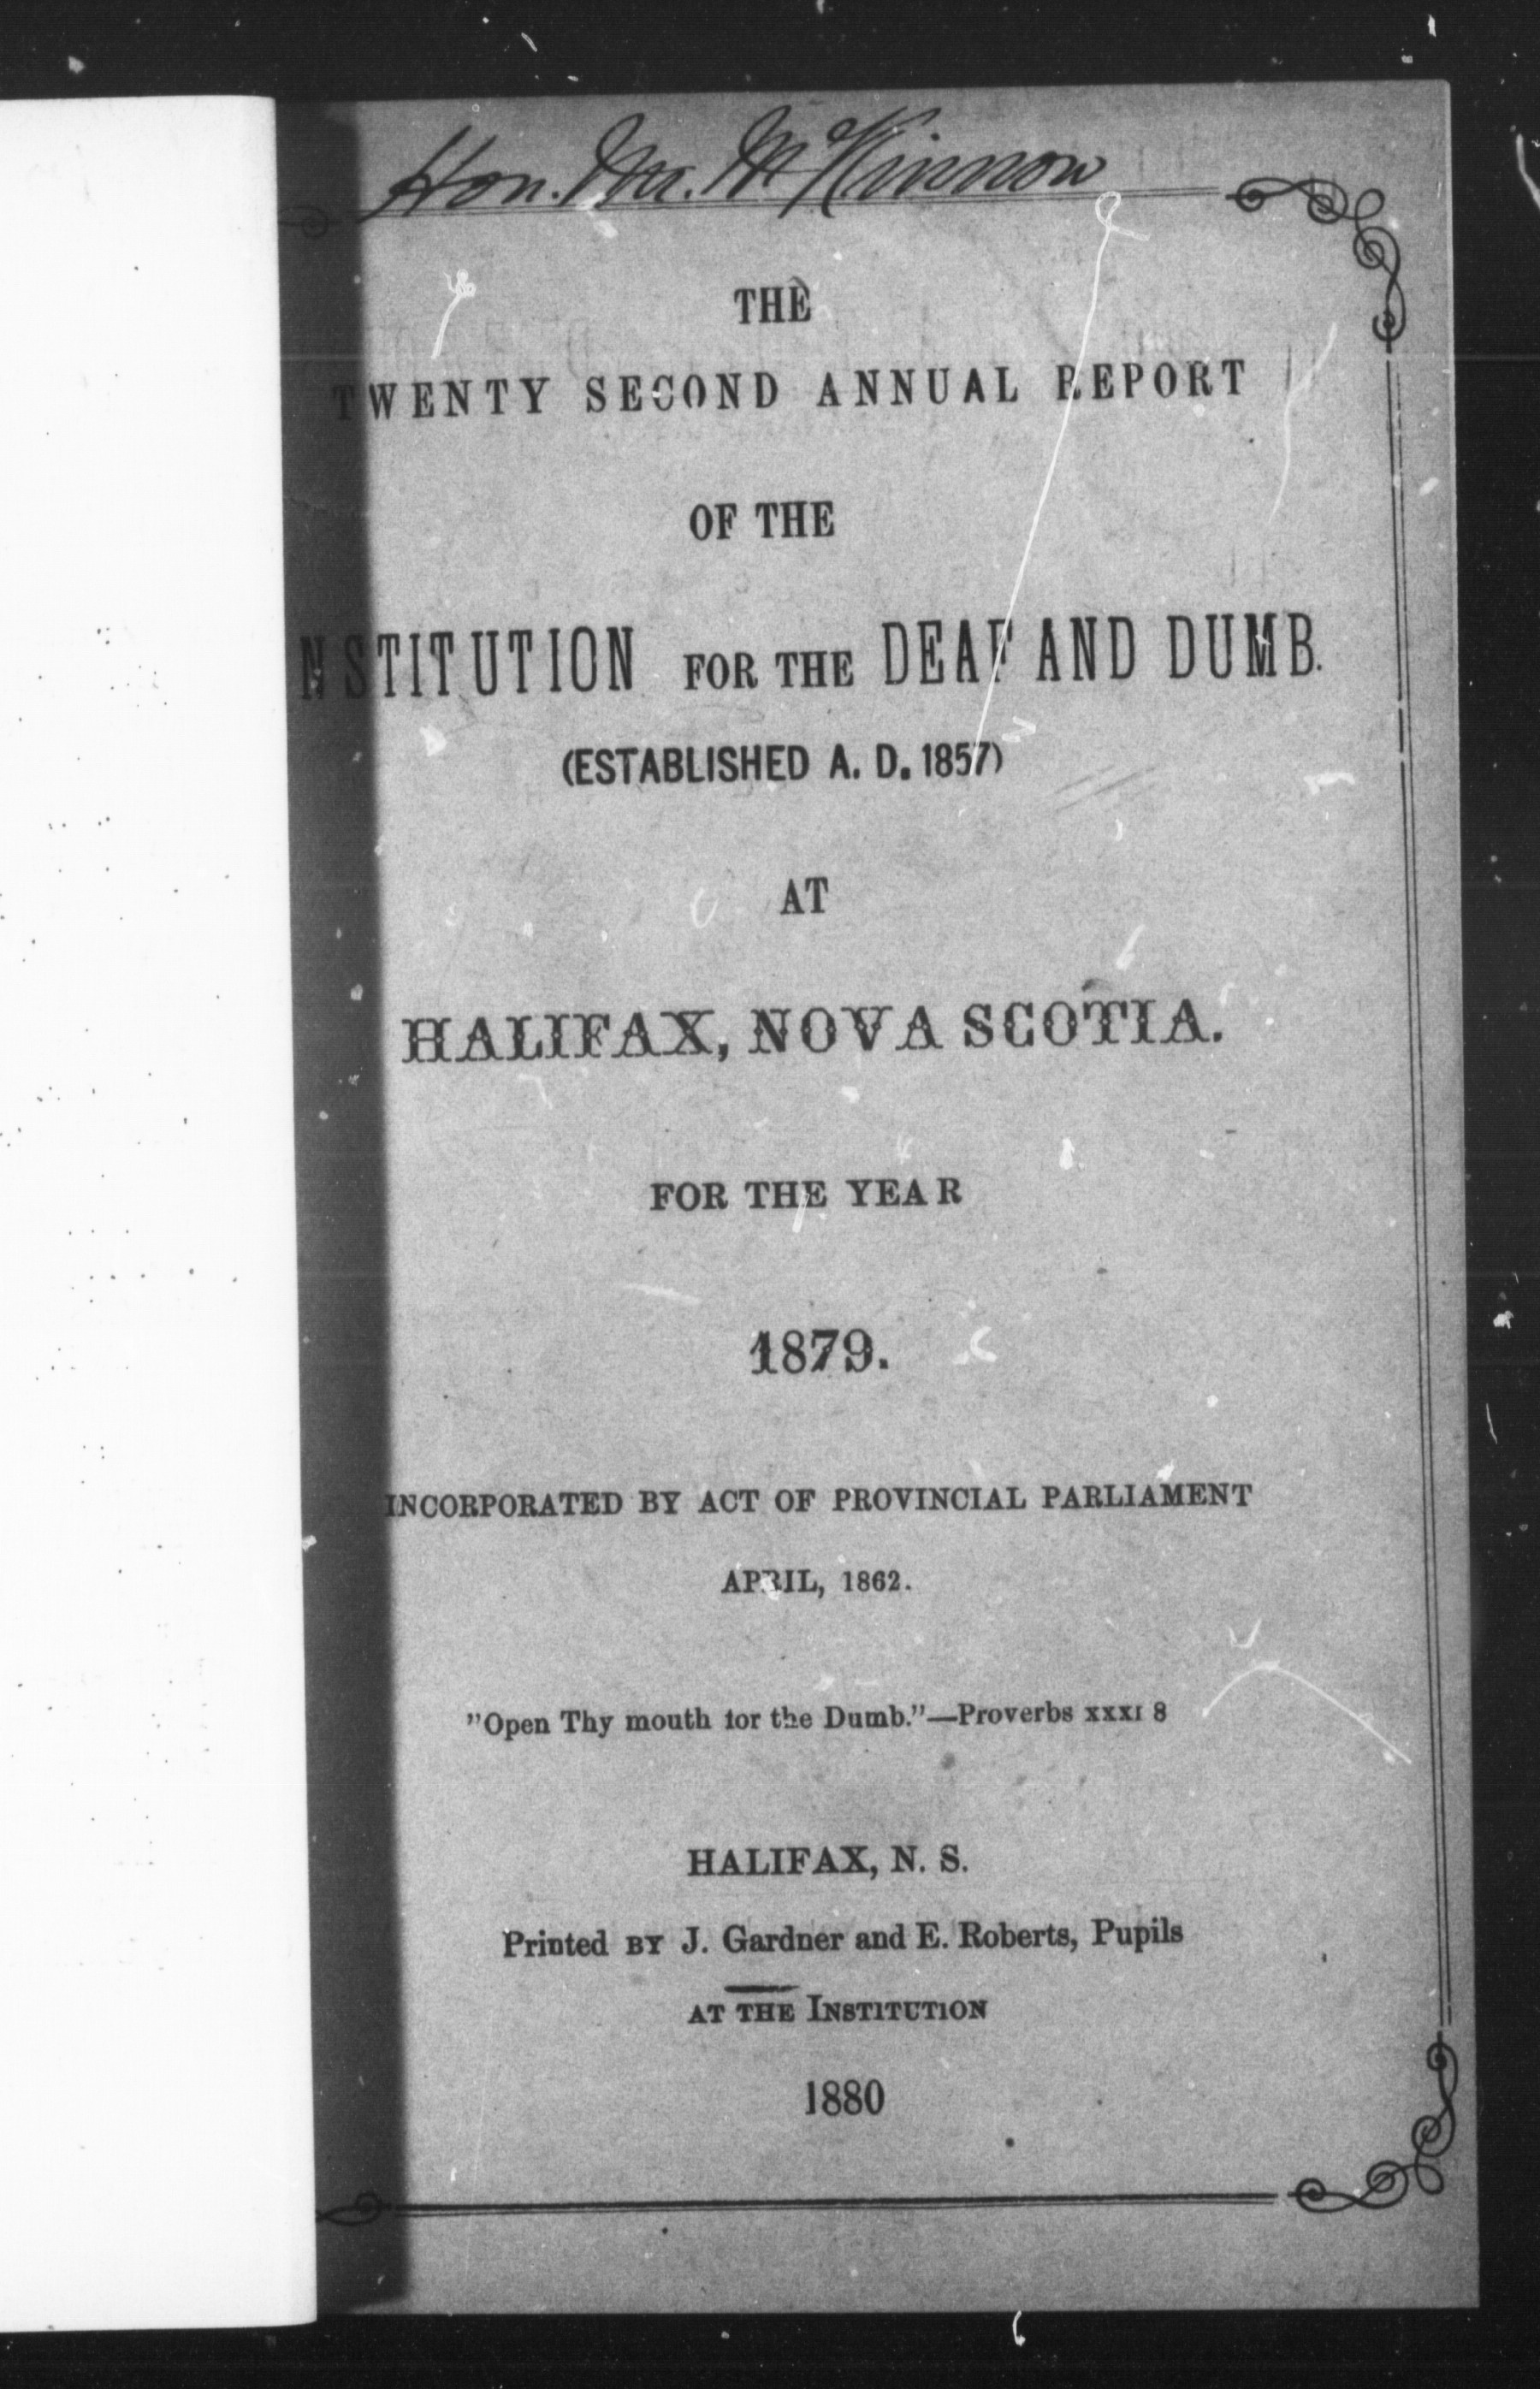 Hon. Mr. McKinnon
THE
TWENTY SECOND ANNUAL REPORT
OF THE
NSTITUTION FOR THE DEAF AND DUMB.
(ESTABLISHED A. D. 1857)
AT
HALIFAX, NOVA SCOTIA.
FOR THE YEAR
1879.
INCORPORATED BY ACT OF PROVINCIAL PARLIAMENT
APRIL, 1862.
"Open Thy mouth for the Dumb."—Proverbs xxxI 8
HALIFAX, N. S.
Printed BY J. Gardner and E. Roberts, Pupils
AT THE INSTITUTION
1880